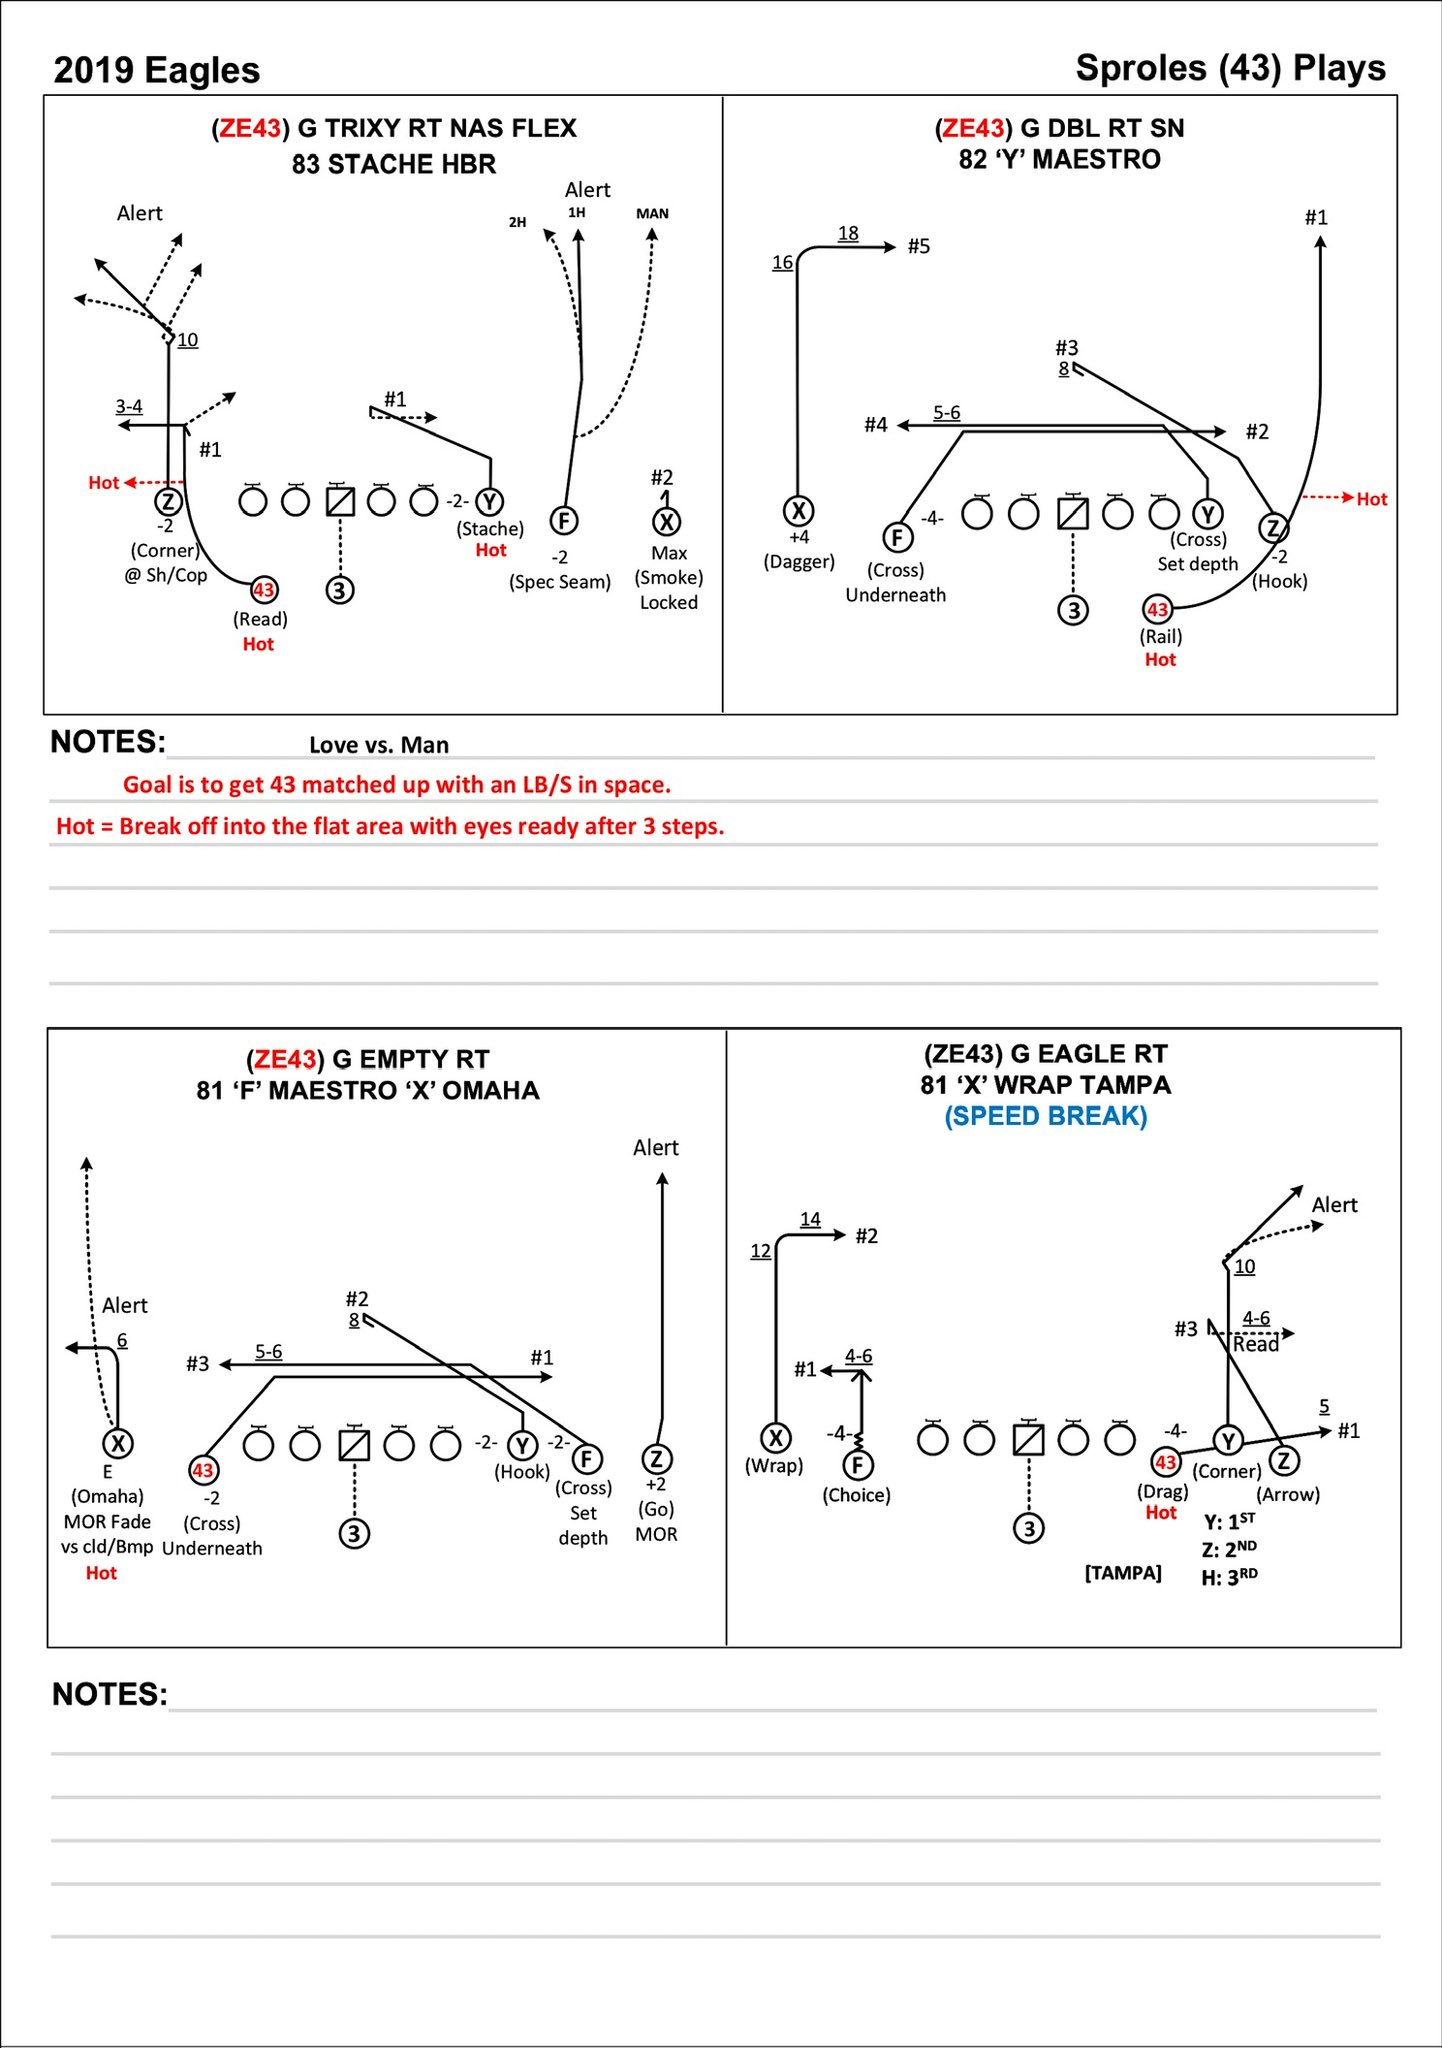 2019 Eagles
Sproles (43) Plays
(ZE43) G TRIXY RT NAS FLEX
83 STACHE HBR
Alert
Alert
2H
1H
MAN
10
3-4
#1
#1
Hot
#2
Z
-2-
Y
F
X
-2
(Corner)
@ Sh/Cop
(Stache)
Hot
-2
(Spec Seam)
Max
(Smoke)
Locked
43
3
(Read)
Hot
(ZE43) G DBL RT SN
82 ‘Y’ MAESTRO
#1
18
#5
16
#3
8
#4
5-6
#2
Hot
X
-4-
F
Y
Z
+4
(Dagger)
(Cross)
Underneath
(Cross)
Set depth
-2
(Hook)
3
43
(Rail)
Hot
NOTES:
Love vs. Man
Goal is to get 43 matched up with an LB/S in space.
Hot = Break off into the flat area with eyes ready after 3 steps.
(ZE43) G EMPTY RT
81 ‘F’ MAESTRO ‘X’ OMAHA
Alert
Alert
6
#2
8
#3
5-6
#1
X
43
-2-
Y
-2-
F
Z
E
(Omaha)
MOR Fade
vs cld/Bmp
Hot
-2
(Cross)
Underneath
3
(Hook)
(Cross)
Set
depth
+2
(Go)
MOR
(ZE43) G EAGLE RT
81 ‘X’ WRAP TAMPA
(SPEED BREAK)
Alert
14
#2
12
10
#3
4-6
Read
#1
4-6
5
#1
X
-4-
F
-4-
43
Y
Z
(Wrap)
(Choice)
(Drag)
Hot
(Corner)
(Arrow)
3
Y: 1ST
Z: 2ND
H: 3RD
[TAMPA]
NOTES: